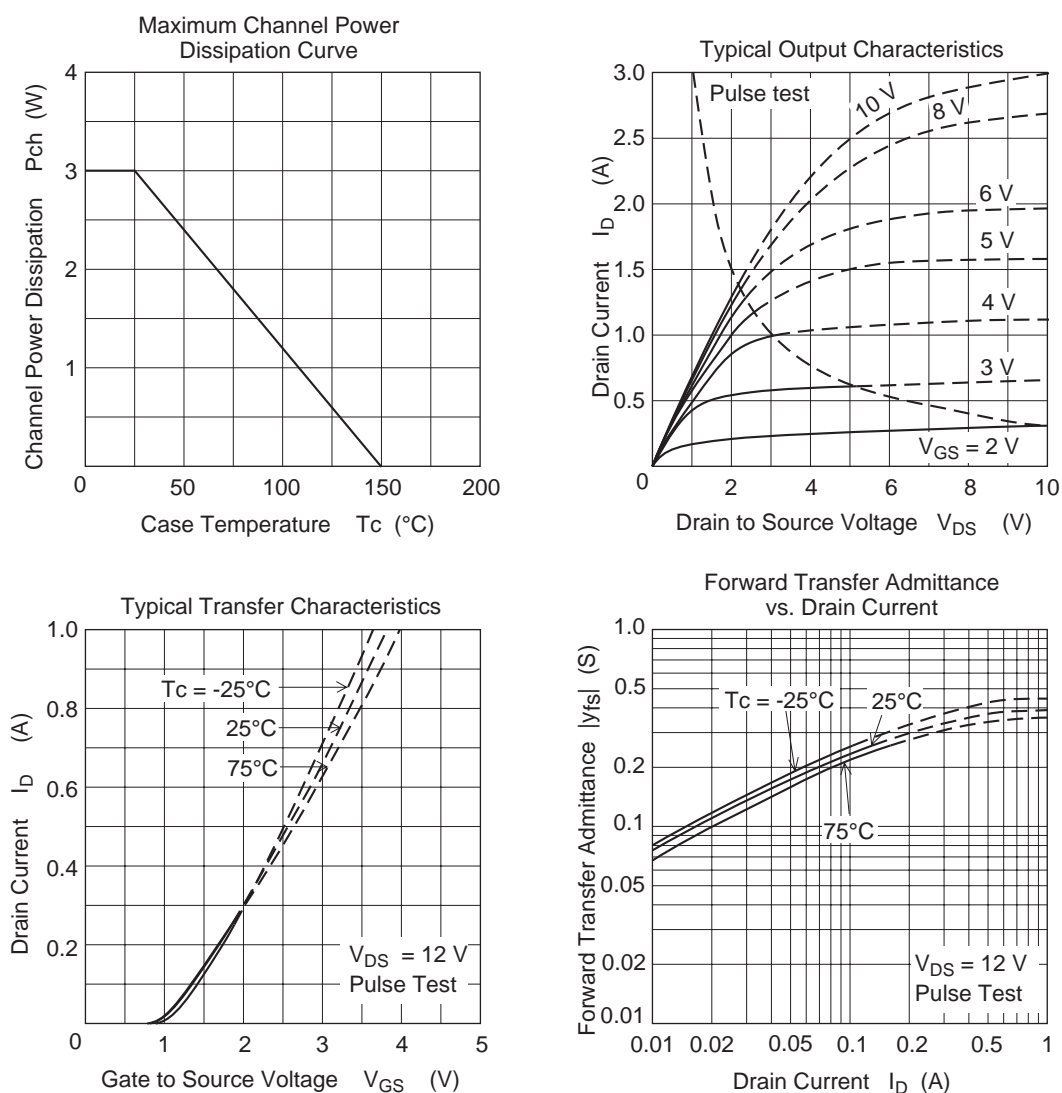 Maximum Channel Power
Dissipation Curve
4
3
2
1
0
50
100
150
200
Channel Power Dissipation Pch (W)
Case Temperature Tc (°C)
Typical Output Characteristics
3.0
2.5
2.0
1.5
1.0
0.5
0
2
4
6
8
10
Pulse test
10 V
8 V
6 V
5 V
4 V
3 V
VGS = 2 V
Drain Current ID (A)
Drain to Source Voltage VDS (V)
Typical Transfer Characteristics
1.0
0.8
0.6
0.4
0.2
0
1
2
3
4
5
Tc = -25°C
25°C
75°C
VDS = 12 V
Pulse Test
Drain Current ID (A)
Gate to Source Voltage VGS (V)
Forward Transfer Admittance
vs. Drain Current
1.0
0.5
0.2
0.1
0.05
0.02
0.01
0.01
0.02
0.05
0.1
0.2
0.5
1
Tc = -25°C
25°C
75°C
VDS = 12 V
Pulse Test
Forward Transfer Admittance |yfs| (S)
Drain Current ID (A)